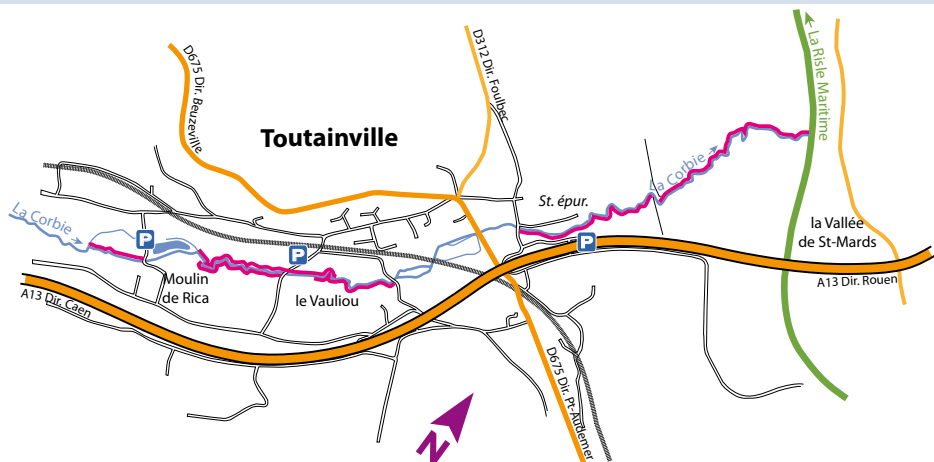 D675 Dir. Beuzeville
D312 Dir. Foulbec
La Risle Maritime
Toutainville
La Corbie
St. épur.
La Corbie
P
P
P
la Vallée
de St-Mards
Moulin
de Rica
le Vauliou
A13 Dir. Caen
A13 Dir. Rouen
D675 Dir. Pt-Audemer
N